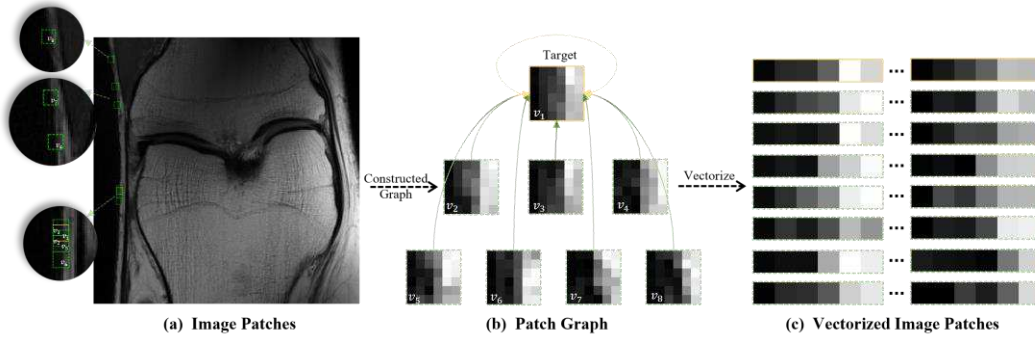 Target
v1
Constructed
Graph
Vectorize
v2
v3
v4
v5
v6
v7
v8
...
...
...
...
...
...
...
...
(a) Image Patches
(b) Patch Graph
(c) Vectorized Image Patches